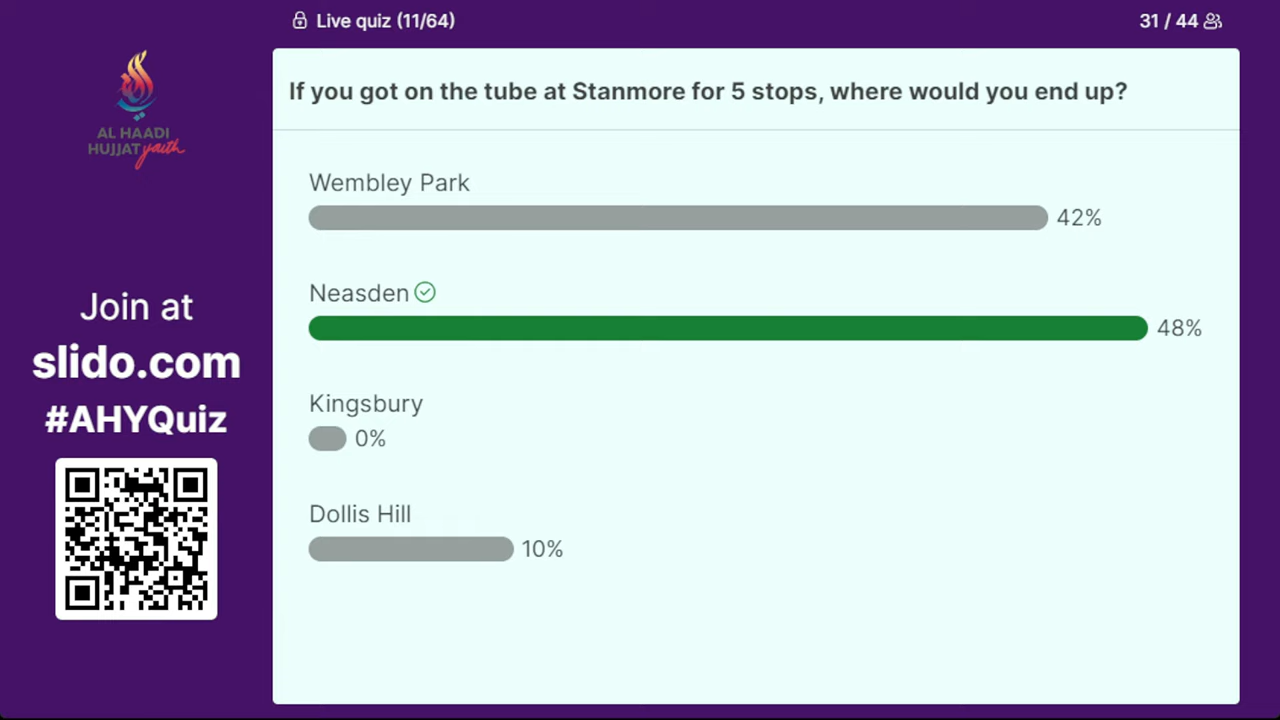 Live quiz (11/64)
31 / 44
AL HAADI
HUJJAT youth
If you got on the tube at Stanmore for 5 stops, where would you end up?
Wembley Park
42%
Neasden
48%
Kingsbury
0%
Dollis Hill
10%
Join at
slido.com
#AHYQuiz